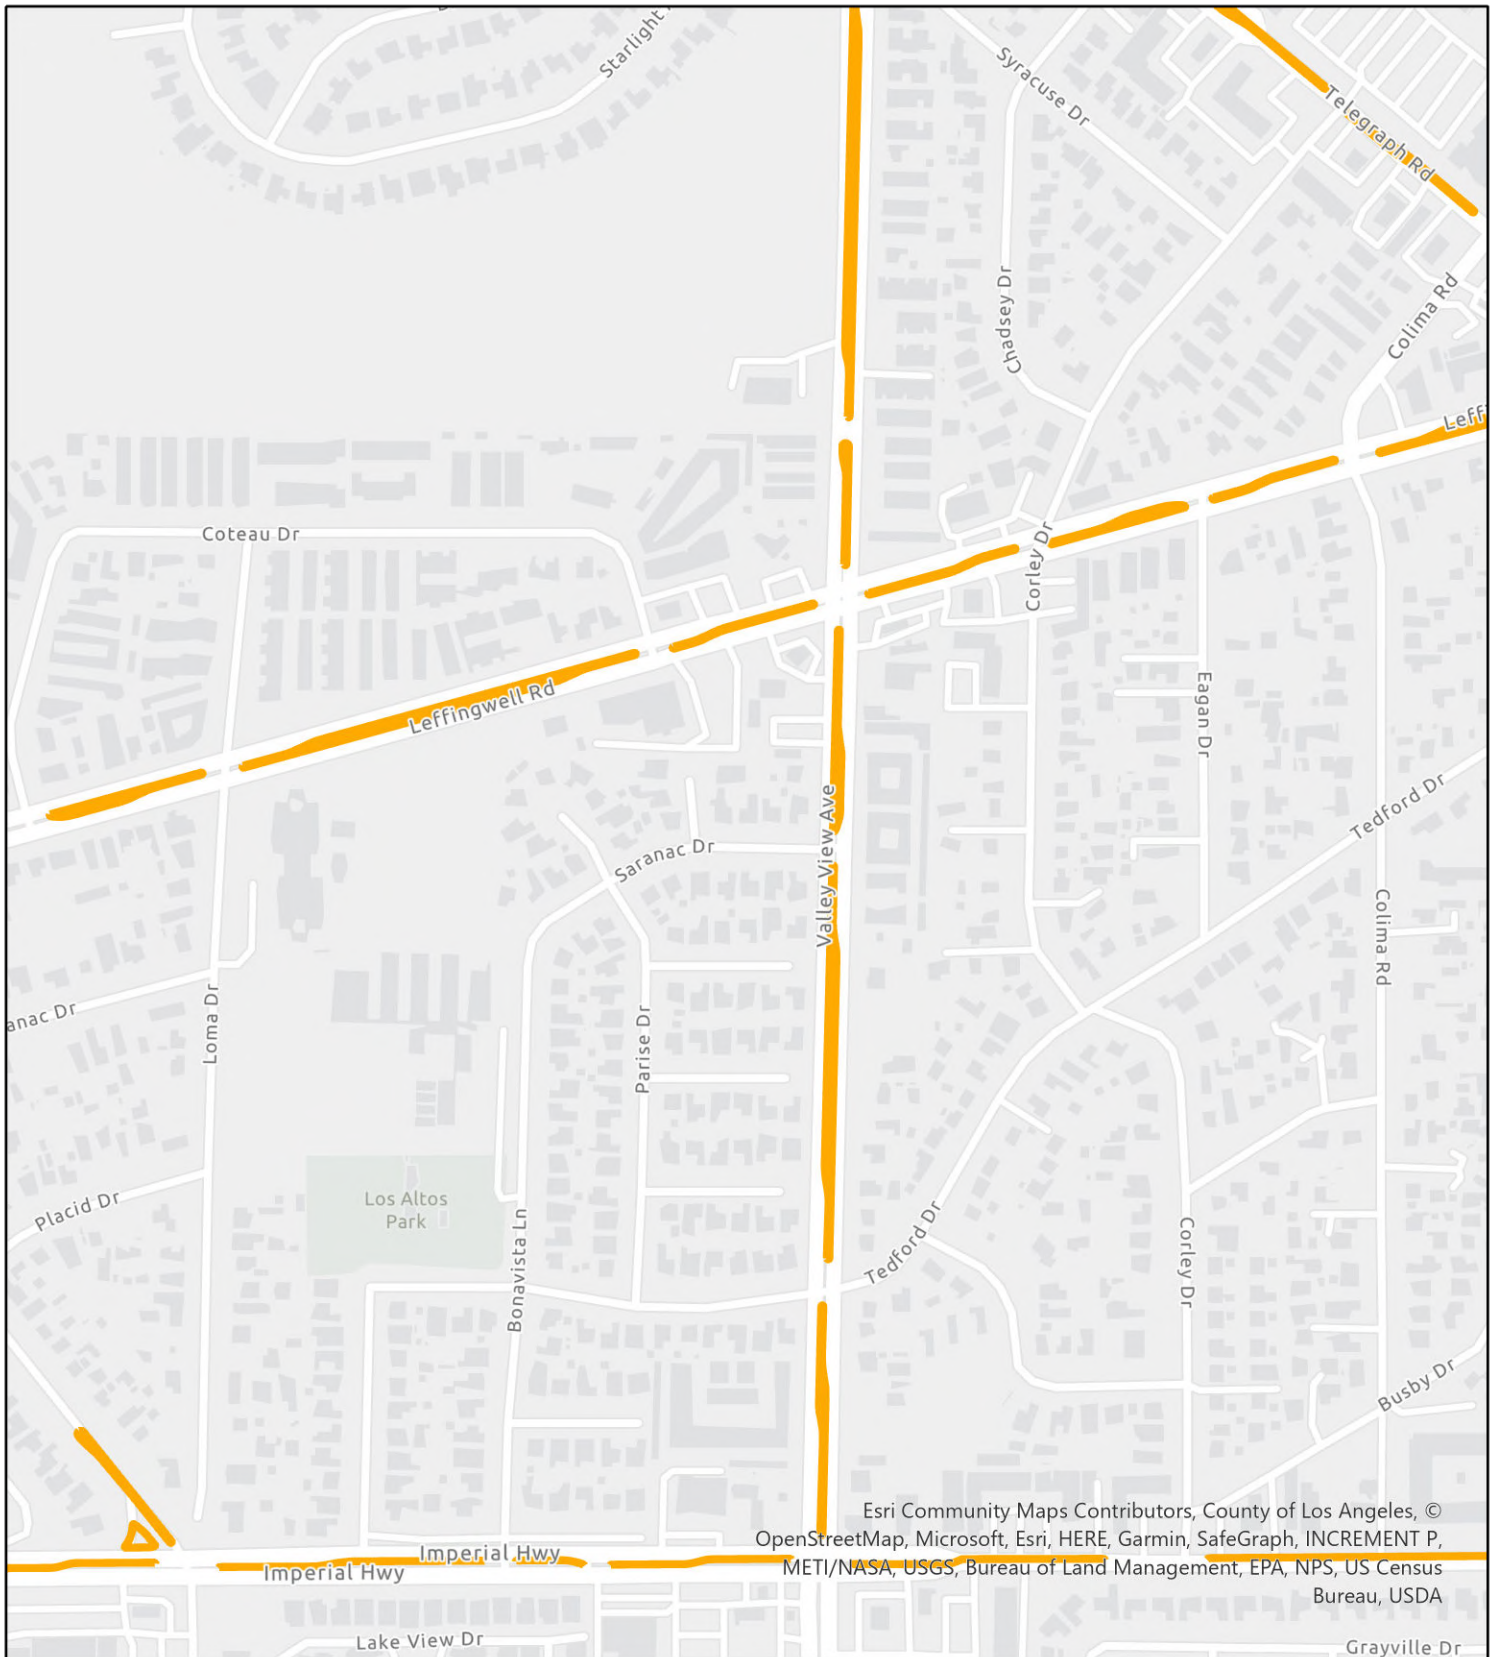 Starlight
Syracuse Dr
Telegraph Rd
Chadsey Dr
Colima Rd
Leff
Coteau Dr
Corley Dr
Leffingwell Rd
Eagan Dr
Valley View Ave
Tedford Dr
Saranac Dr
Colima Rd
anac Dr
Loma Dr
Parise Dr
Placid Dr
Los Altos
Park
Bonavista Ln
Tedford Dr
Corley Dr
Busby Dr
Imperial Hwy
Imperial Hwy
Esri Community Maps Contributors, County of Los Angeles, ©
OpenStreetMap, Microsoft, Esri, HERE, Garmin, SafeGraph, INCREMENT P,
METI/NASA, USGS, Bureau of Land Management, EPA, NPS, US Census
Bureau, USDA
Lake View Dr
Grayville Dr